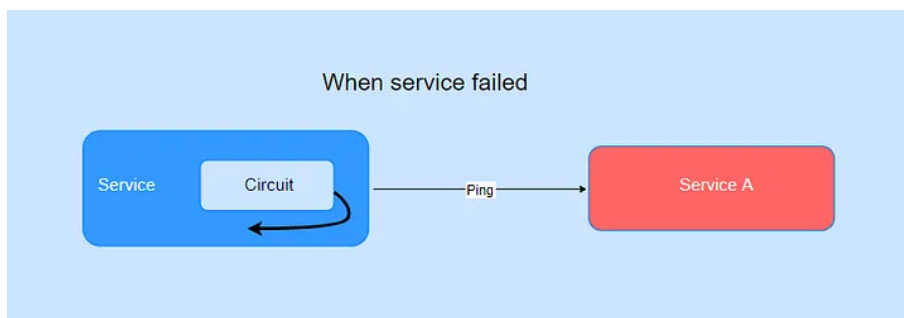 When service failed
Service
Circuit
Ping
Service A